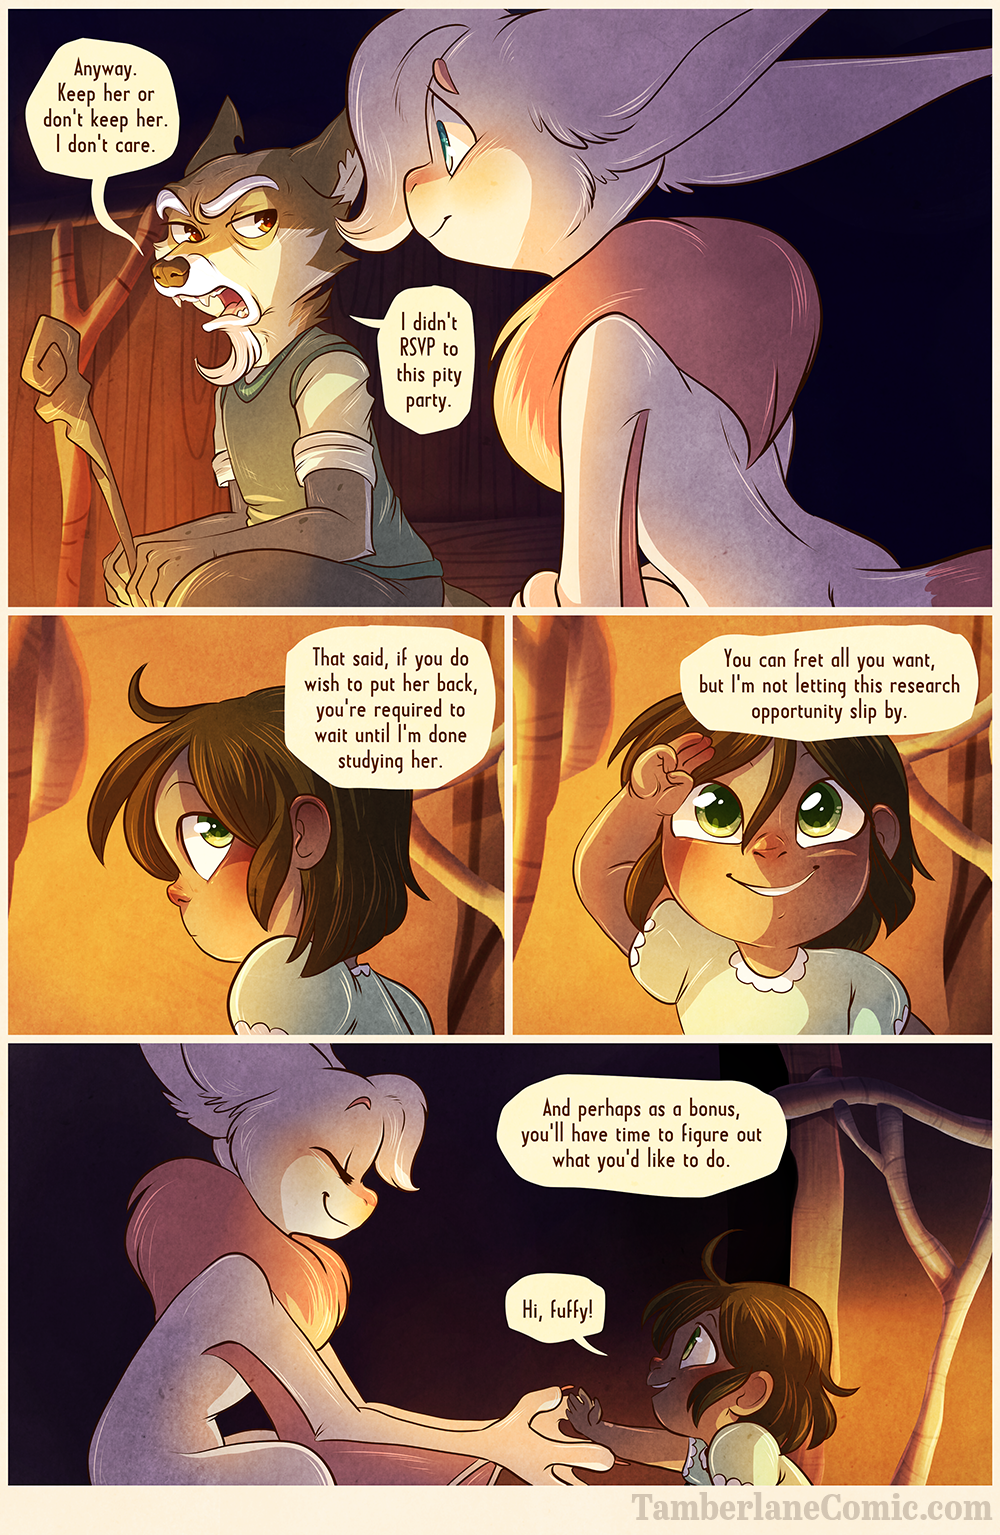 Anyway.
Keep her or
don't keep her.
I don't care.
I didn't
RSVP to
this pity
party.
That said, if you do
wish to put her back,
you're required to
wait until I'm done
studying her.
You can fret all you want,
but I'm not letting this research
opportunity slip by.
And perhaps as a bonus,
you'll have time to figure out
what you'd like to do.
Hi, fuffy!
TamberlaneComic.com